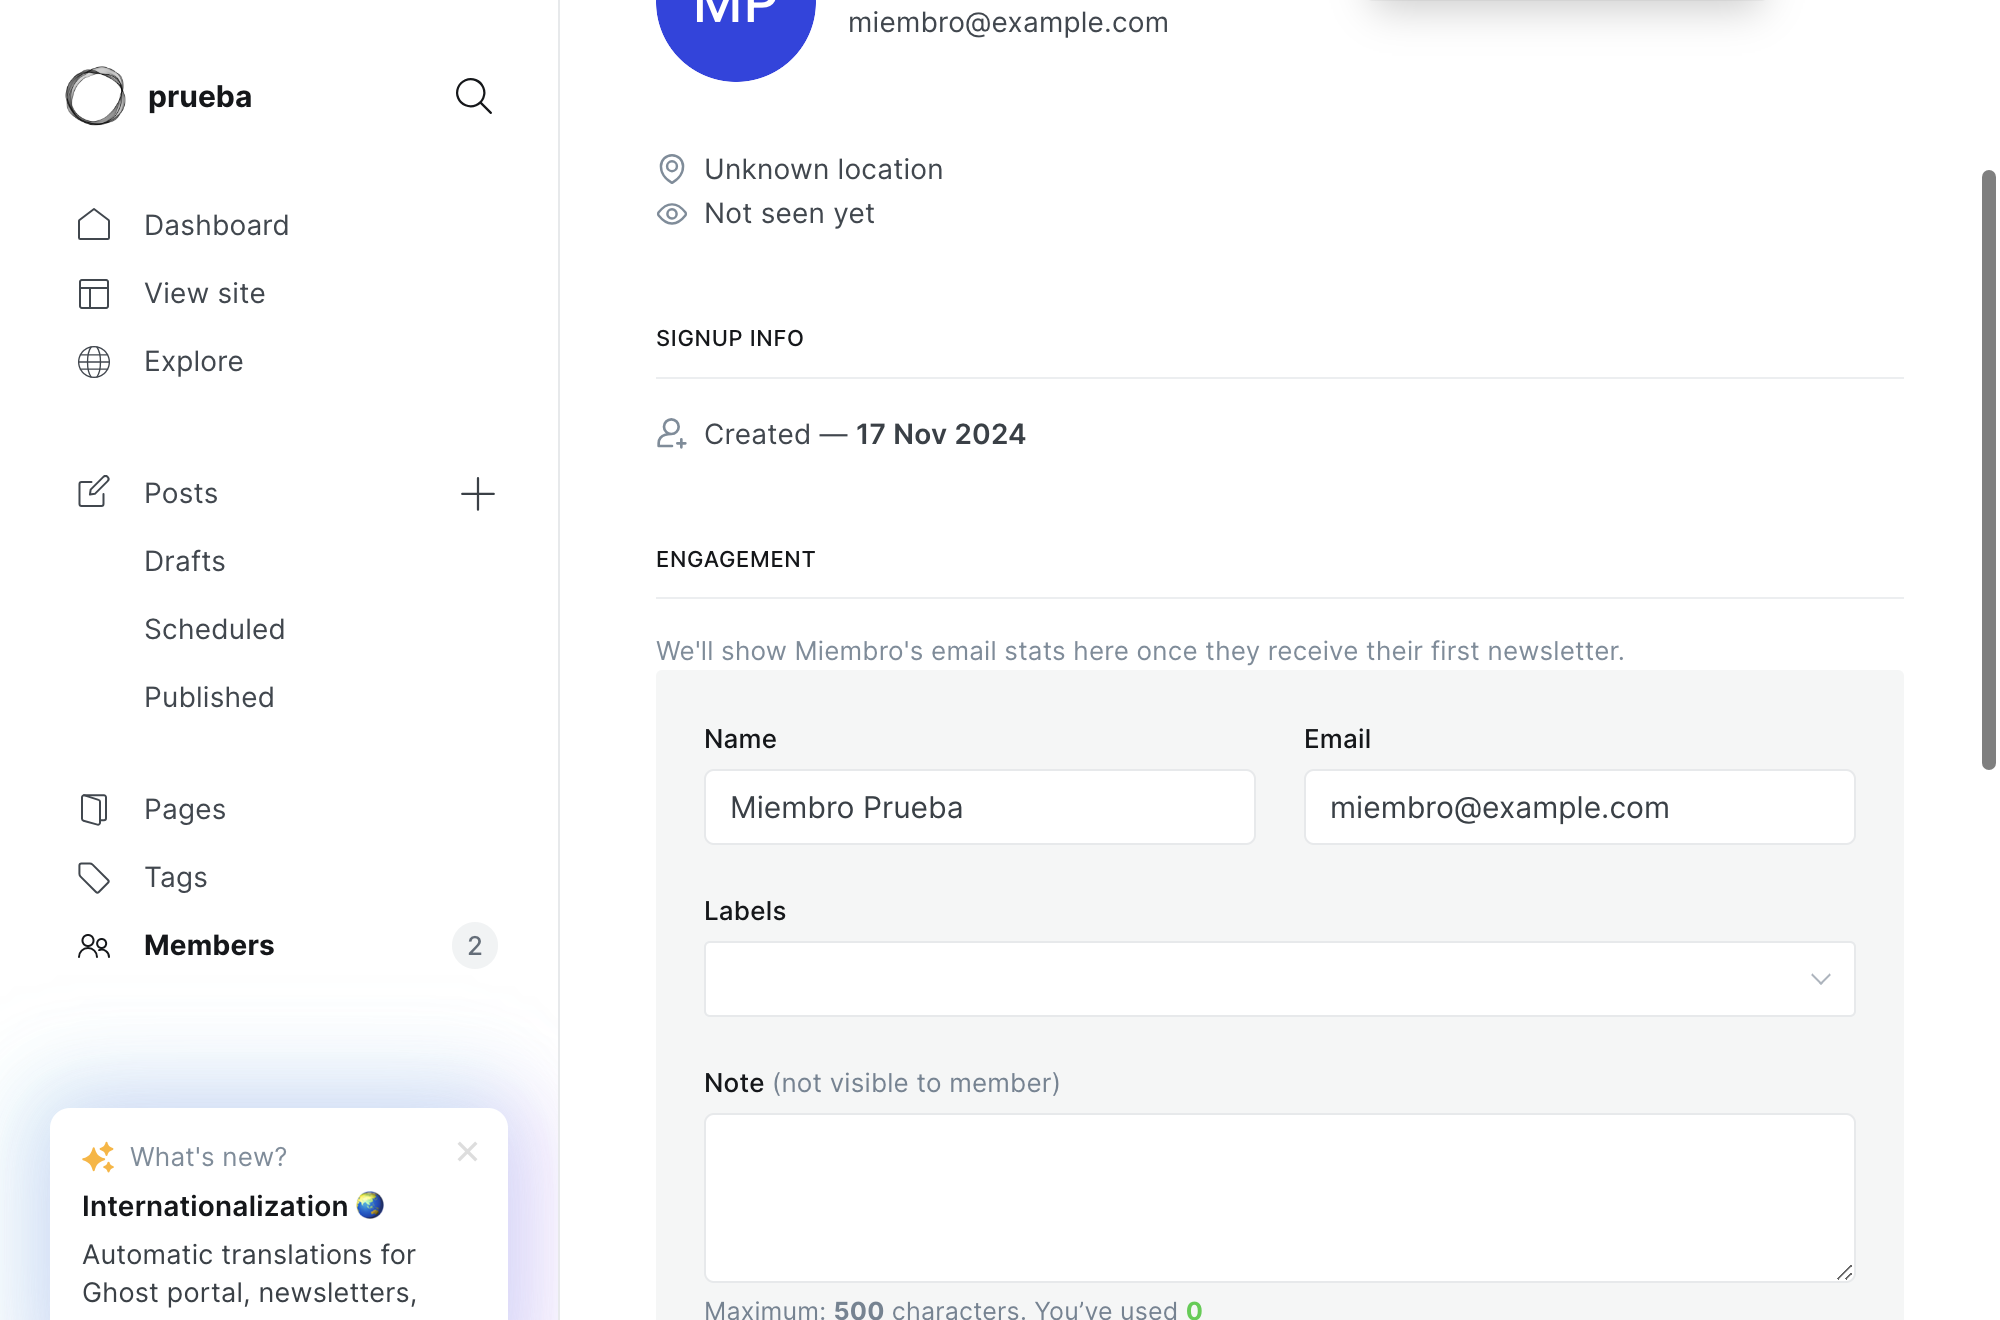 prueba
Dashboard
View site
Explore
Posts
Drafts
Scheduled
Published
Pages
Tags
Members 2
What's new?
Internationalization 🌏
Automatic translations for
Ghost portal, newsletters,
MP
miembro@example.com
Unknown location
Not seen yet
SIGNUP INFO
Created — 17 Nov 2024
ENGAGEMENT
We'll show Miembro's email stats here once they receive their first newsletter.
Name
Miembro Prueba
Email
miembro@example.com
Labels
Note (not visible to member)
Maximum: 500 characters. You’ve used 0